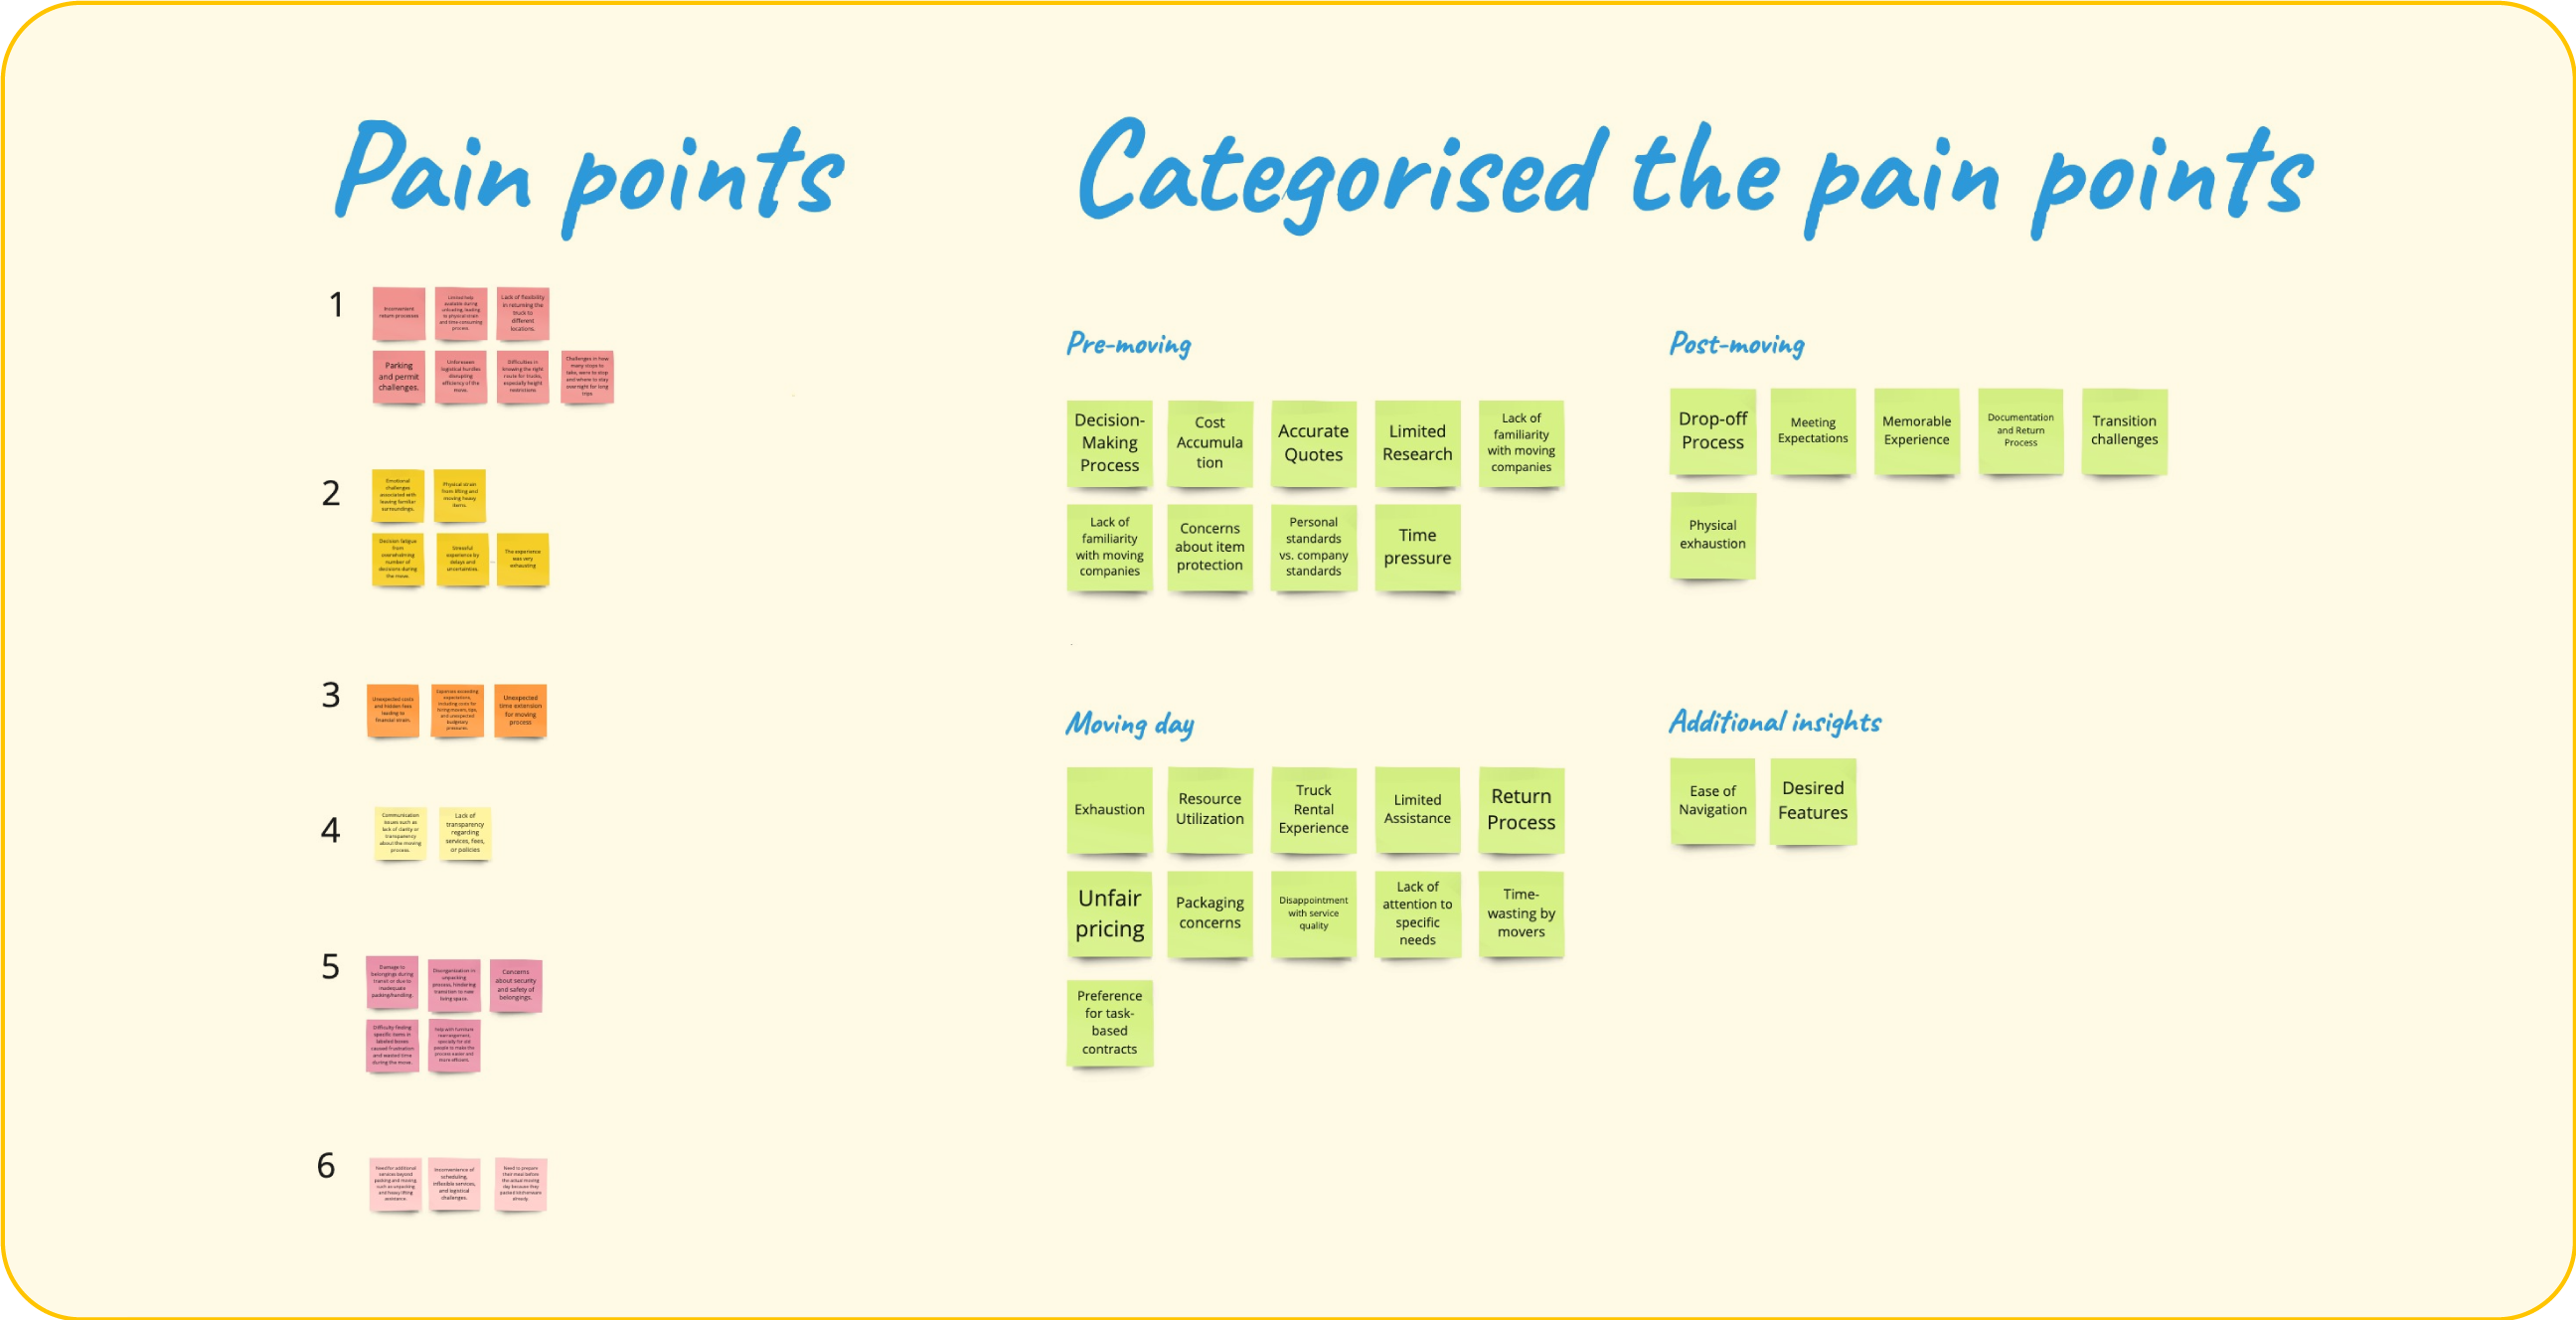 Pain points
1
Inconvenient
return processes
Limited help
available during
unloading, leading
to physical strain
and time-consuming
process
Lack of flexibility
in returning the
truck to
different
locations.
Parking
and permit
challenges.
Unforeseen
logistical hurdles
disrupting
efficiency of the
move.
Difficulties in
knowing the right
route for trucks,
especially height
restrictions
Challenges in how
many stops to
take, were to stop
and where to stay
overnight for long
trips
2
Emotional
challenges
associated with
leaving familiar
surroundings.
Physical strain
from lifting and
moving heavy
items.
Decision fatigue
from
overwhelming
number of
decisions during
the move.
Stressful
experience by
delays and
uncertainties.
The experience
was very
exhausting
3
Unexpected costs
and hidden fees
leading to
financial strain.
Expenses exceeding
expectations,
including costs for
hiring movers, tips,
and unexpected
budgetary
pressures.
Unexpected
time extension
for moving
process
4
Communication
issues such as
lack of clarity or
transparency
about the moving
process.
Lack of
transparency
regarding
services, fees,
or policies
5
Damage to
belongings during
transit or due to
inadequate
packing/handling.
Disorganization in
unpacking
process, hindering
transition to new
living space.
Concerns
about security
and safety of
belongings.
Difficulty finding
specific items in
labeled boxes
caused frustration
and wasted time
during the move.
help with furniture
rearrangement,
specially for old
people to make the
process easier and
more efficient
6
Need for additional
services beyond
packing and moving,
such as unpacking
and heavy lifting
assistance.
Inconvenience of
scheduling,
inflexible services,
and logistical
challenges.
Need to prepare
their meal before
the actual moving
day because they
packed kitchenware
already.
Categorised the pain points
Pre-moving
Decision-
Making
Process
Cost
Accumula
tion
Accurate
Quotes
Limited
Research
Lack of
familiarity
with moving
companies
Lack of
familiarity
with moving
companies
Concerns
about item
protection
Personal
standards
vs. company
standards
Time
pressure
Post-moving
Drop-off
Process
Meeting
Expectations
Memorable
Experience
Documentation
and Return
Process
Transition
challenges
Physical
exhaustion
Moving day
Exhaustion
Resource
Utilization
Truck
Rental
Experience
Limited
Assistance
Return
Process
Unfair
pricing
Packaging
concerns
Disappointment
with service
quality
Lack of
attention to
specific
needs
Time-
wasting by
movers
Preference
for task-
based
contracts
Additional insights
Ease of
Navigation
Desired
Features